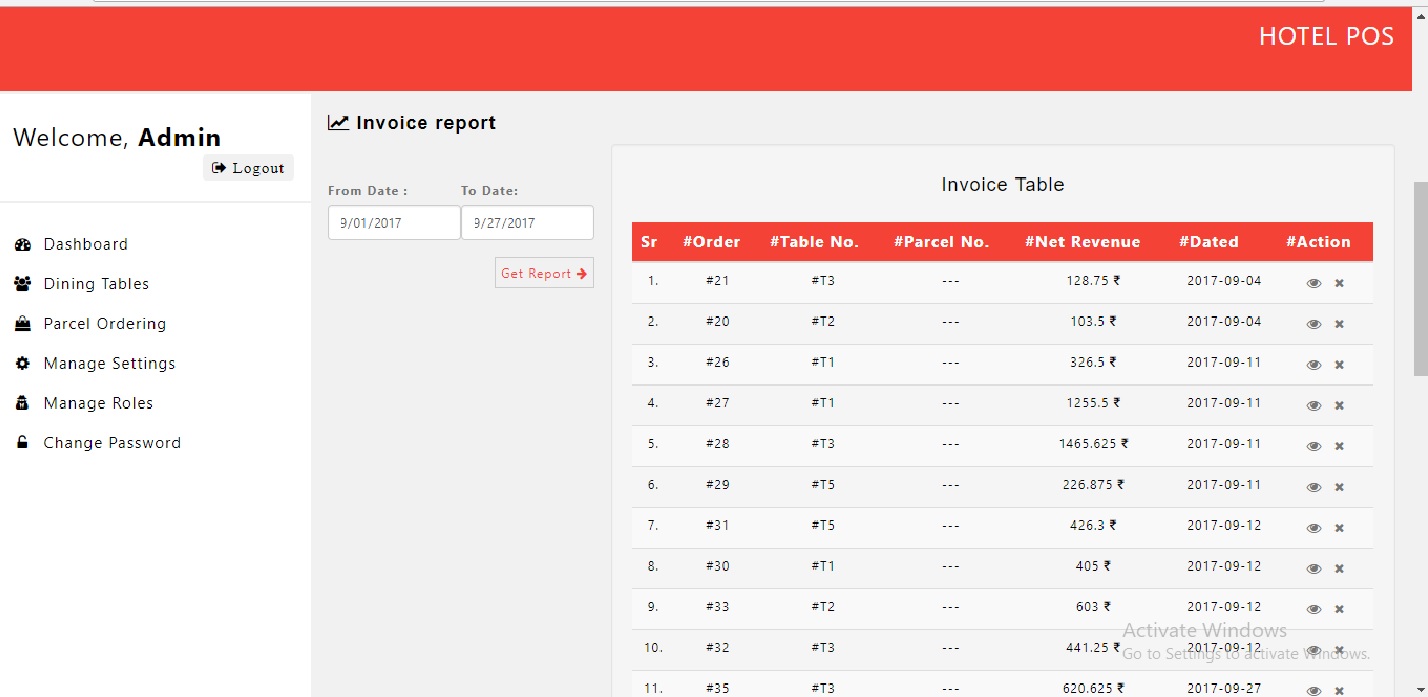 HOTEL POS
Welcome, Admin
Logout
Dashboard
Dining Tables
Parcel Ordering
Manage Settings
Manage Roles
Change Password
Invoice report
From Date : To Date:
9/01/2017 9/27/2017
Get Report
Invoice Table
Sr #Order #Table No. #Parcel No. #Net Revenue #Dated #Action
1. #21 #T3 --- 128.75 ₹ 2017-09-04
2. #20 #T2 --- 103.5 ₹ 2017-09-04
3. #26 #T1 --- 326.5 ₹ 2017-09-11
4. #27 #T1 --- 1255.5 ₹ 2017-09-11
5. #28 #T3 --- 1465.625 ₹ 2017-09-11
6. #29 #T5 --- 226.875 ₹ 2017-09-11
7. #31 #T5 --- 426.3 ₹ 2017-09-12
8. #30 #T1 --- 405 ₹ 2017-09-12
9. #33 #T2 --- 603 ₹ 2017-09-12
10. #32 #T3 --- 441.25 ₹ 2017-09-12
11. #35 #T3 --- 620.625 ₹ 2017-09-27
Activate Windows
Go to Settings to activate Windows.